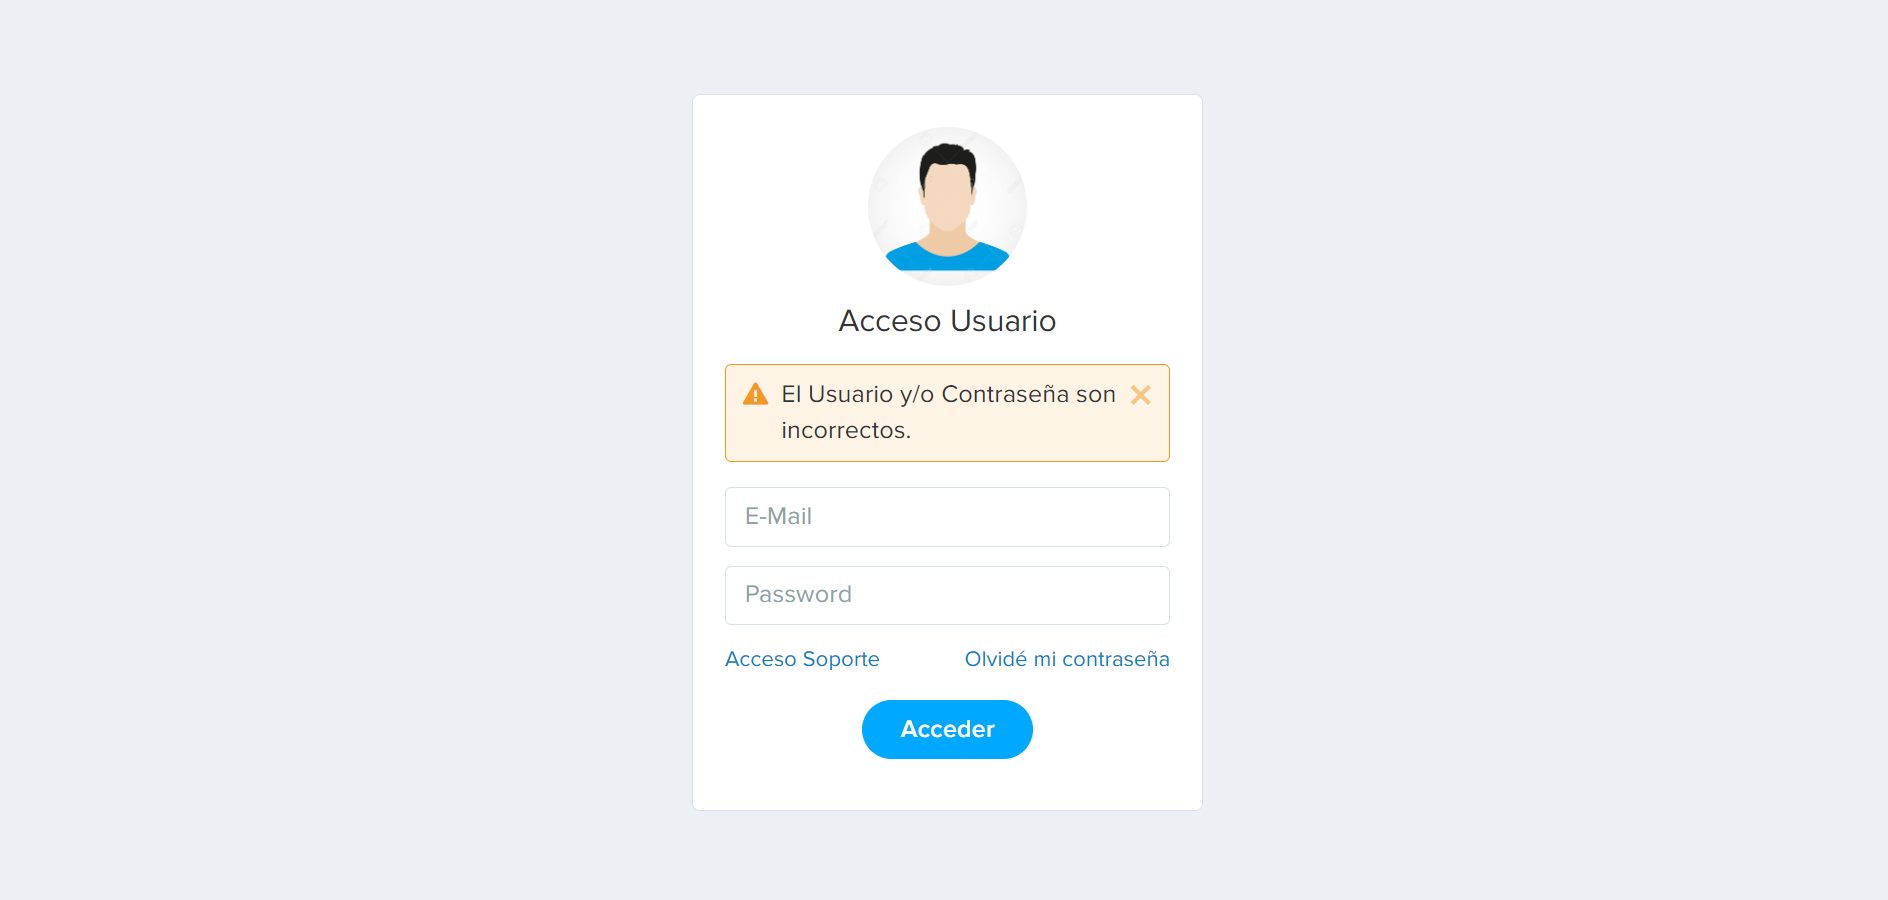 Acceso Usuario
El Usuario y/o Contraseña son
incorrectos.
E-Mail
Password
Acceso Soporte
Olvidé mi contraseña
Acceder